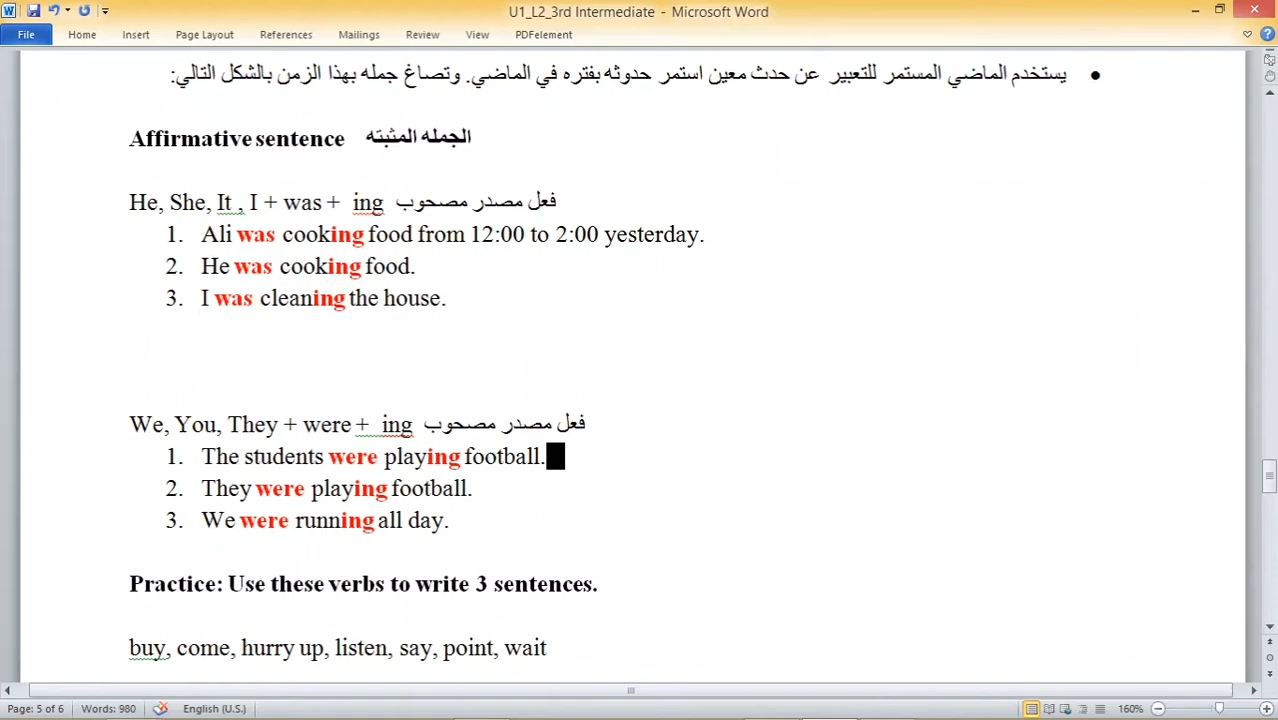 U1_L2_3rd Intermediate - Microsoft Word
File Home Insert Page Layout References Mailings Review View PDFelement
• يستخدم الماضي المستمر للتعبير عن حدث معين استمر حدوثه بفتره في الماضي. وتصاغ جمله بهذا الزمن بالشكل التالي:
Affirmative sentence الجمله المثبته
He, She, It , I + was + ing فعل مصدر مصحوب
1. Ali was cooking food from 12:00 to 2:00 yesterday.
2. He was cooking food.
3. I was cleaning the house.
We, You, They + were + ing فعل مصدر مصحوب
1. The students were playing football.
2. They were playing football.
3. We were running all day.
Practice: Use these verbs to write 3 sentences.
buy, come, hurry up, listen, say, point, wait
Page: 5 of 6 Words: 980 English (U.S.) 160%